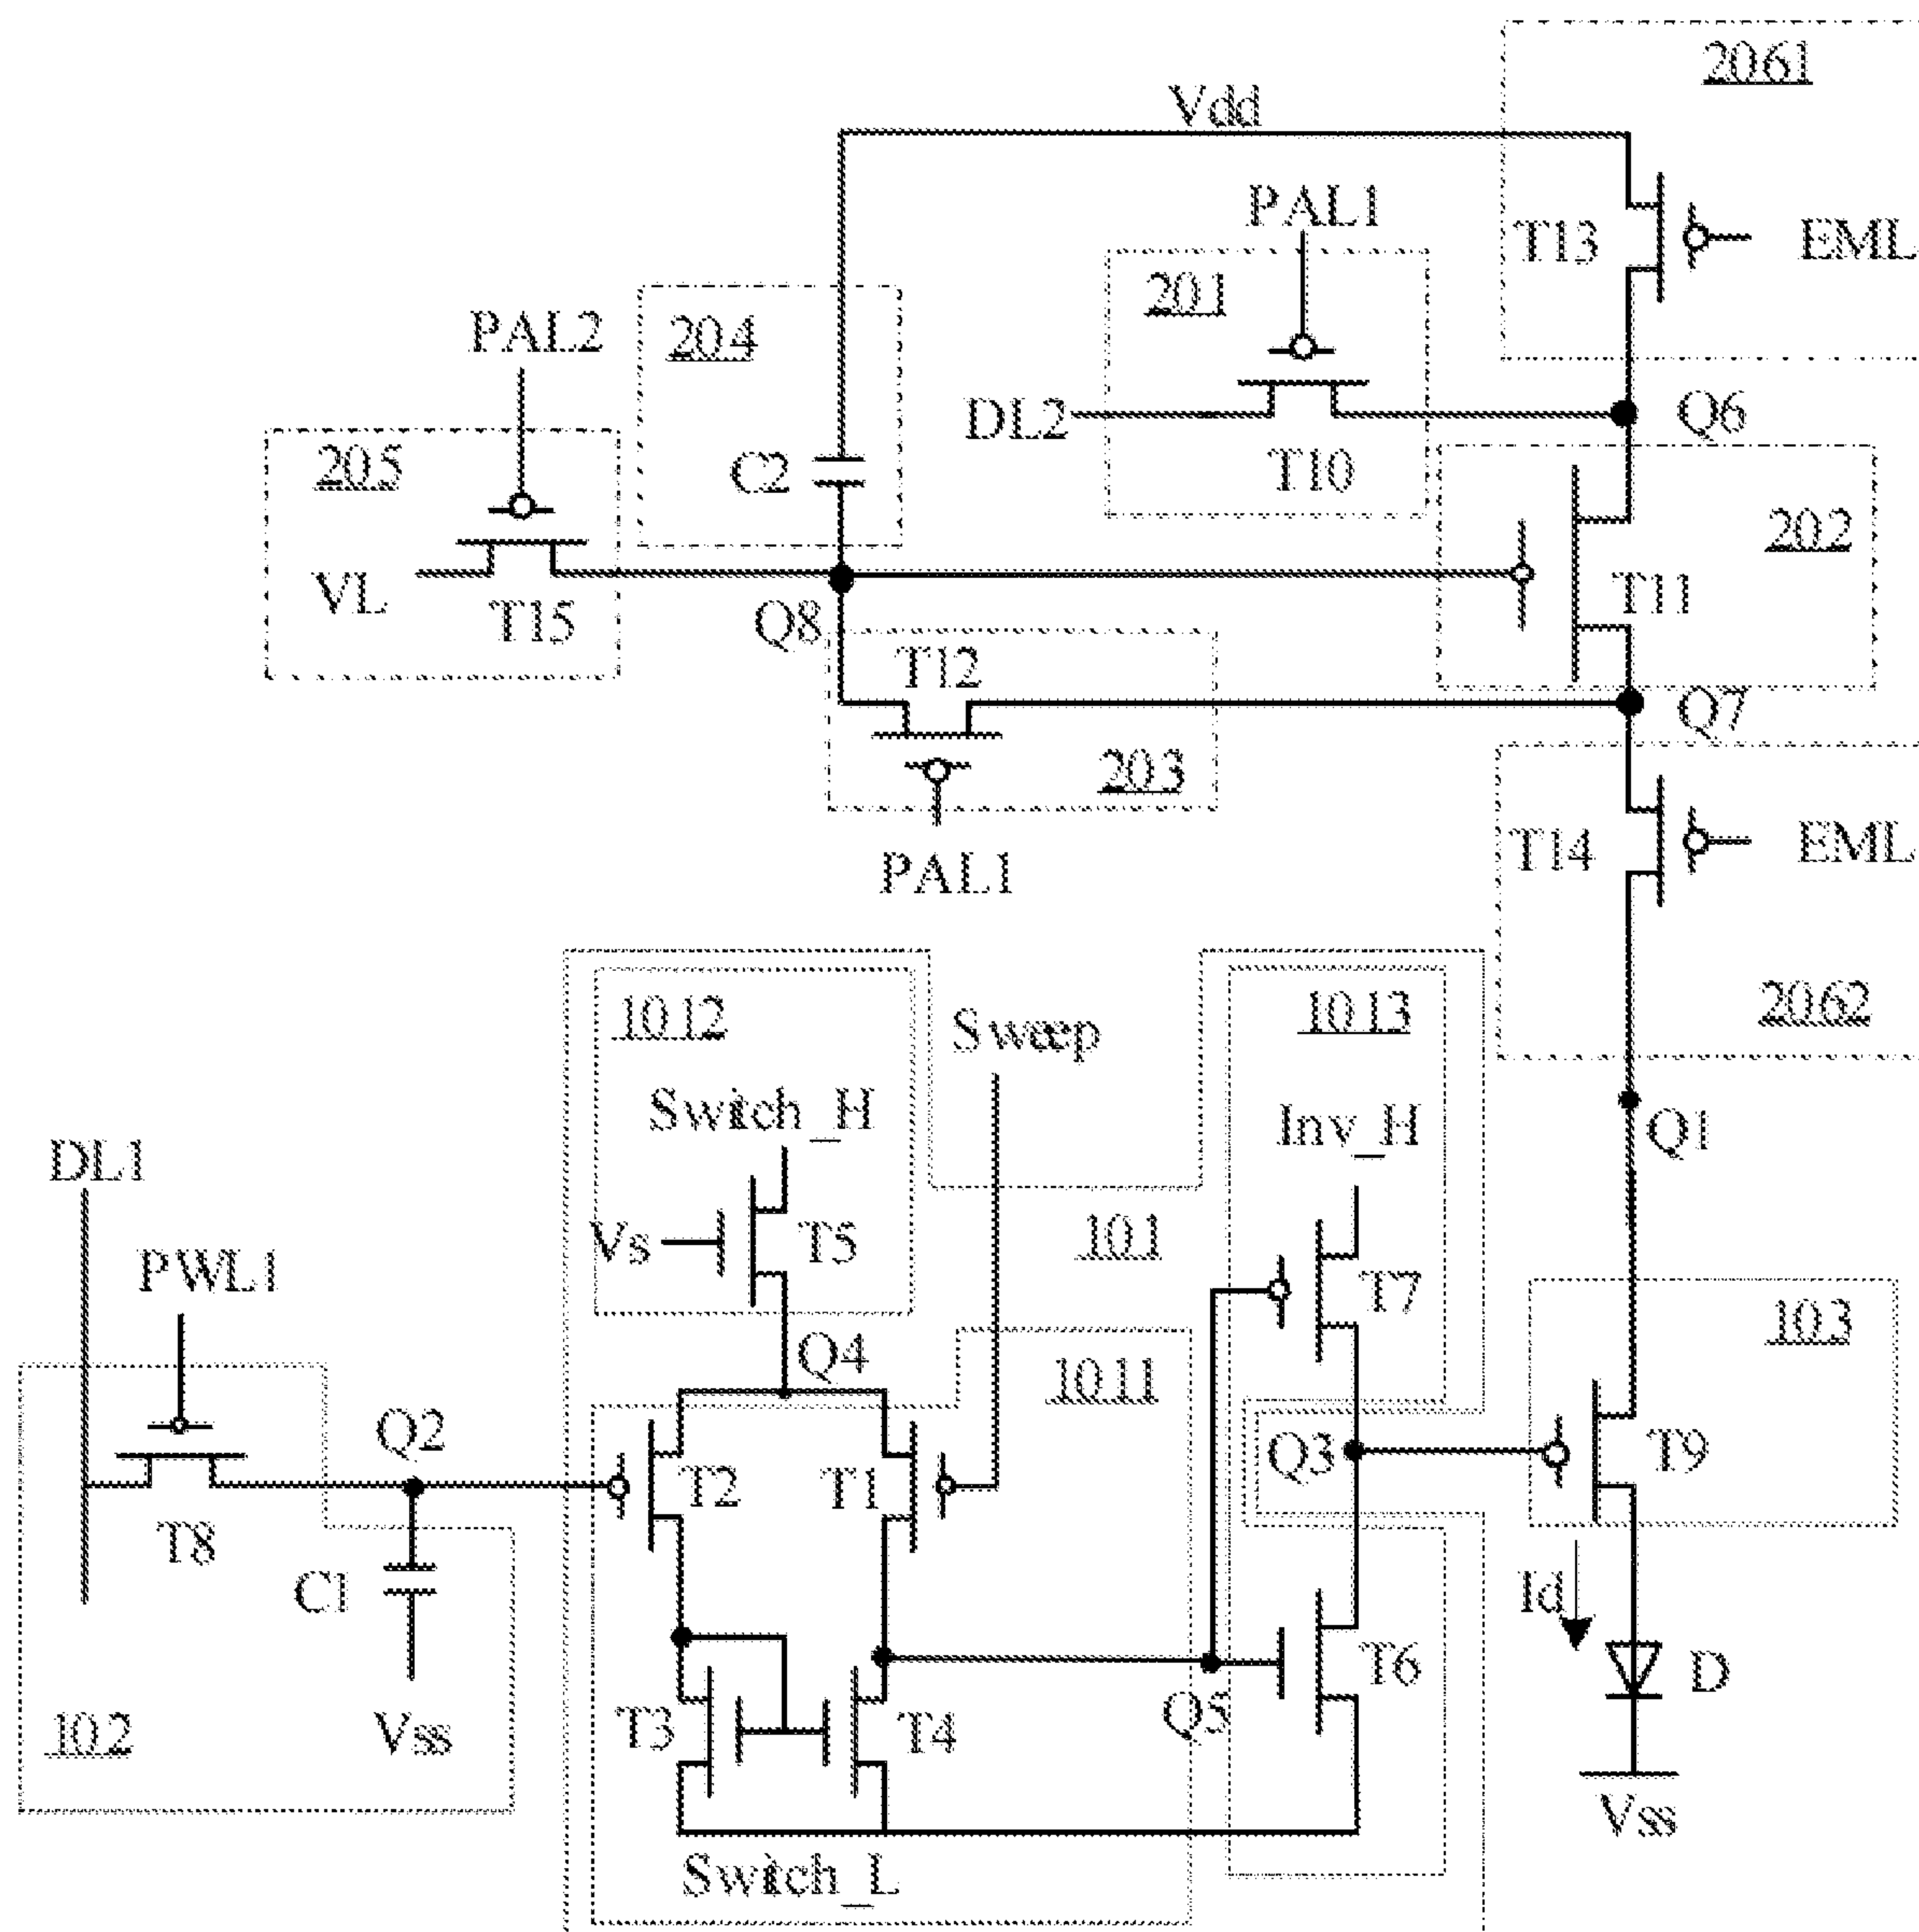 2061
Vdd
PAL1
T13
EML
201
PAL2
204
DL2
Q6
T10
205
C2
202
VL
T15
T11
Q8
T12
Q7
203
T14
EML
PAL1
1012
1013
2062
Sweep
Switch_H
Inv_H
Q1
DL1
Vs
T5
101
PWL1
T7
103
Q4
1011
Q2
Q3
T9
T2
T1
T8
C1
Id
T6
D
T3
T4
Q5
102
Vss
Vss
Switch_L